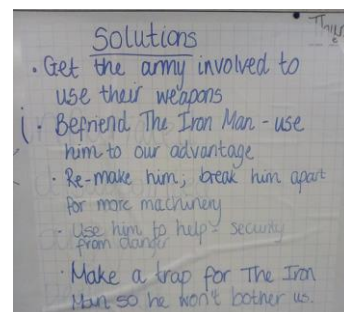 Solutions
• Get the army involved to
use their weapons
• Befriend The Iron Man - use
him to our advantage
• Re-make him; break him apart
for more machinery
• Use him to help - security
from danger
• Make a trap for The Iron
Man so he won't bother us.